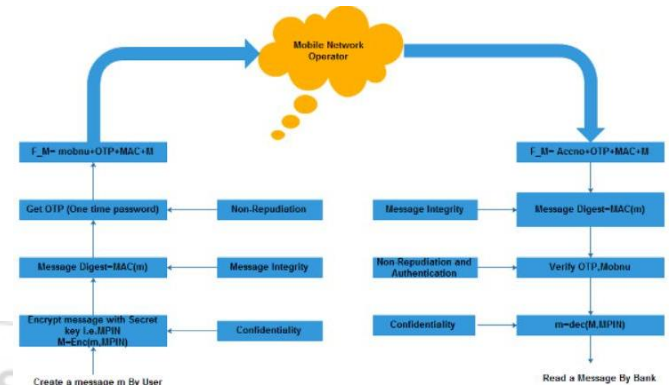 Mobile Network
Operator
F_M= mobnu+OTP+MAC+M
Get OTP (One time password)
Non-Repudiation
Message Digest=MAC(m)
Message Integrity
Encrypt message with Secret
key I.e.MPIN
M=Enc(m,MPIN)
Confidentiality
Create a message m By User
F_M= Accno+OTP+MAC+M
Message Integrity
Message Digest=MAC(m)
Non-Repudiation and
Authentication
Verify OTP,Mobnu
Confidentiality
m=dec(M,MPIN)
Read a Message By Bank